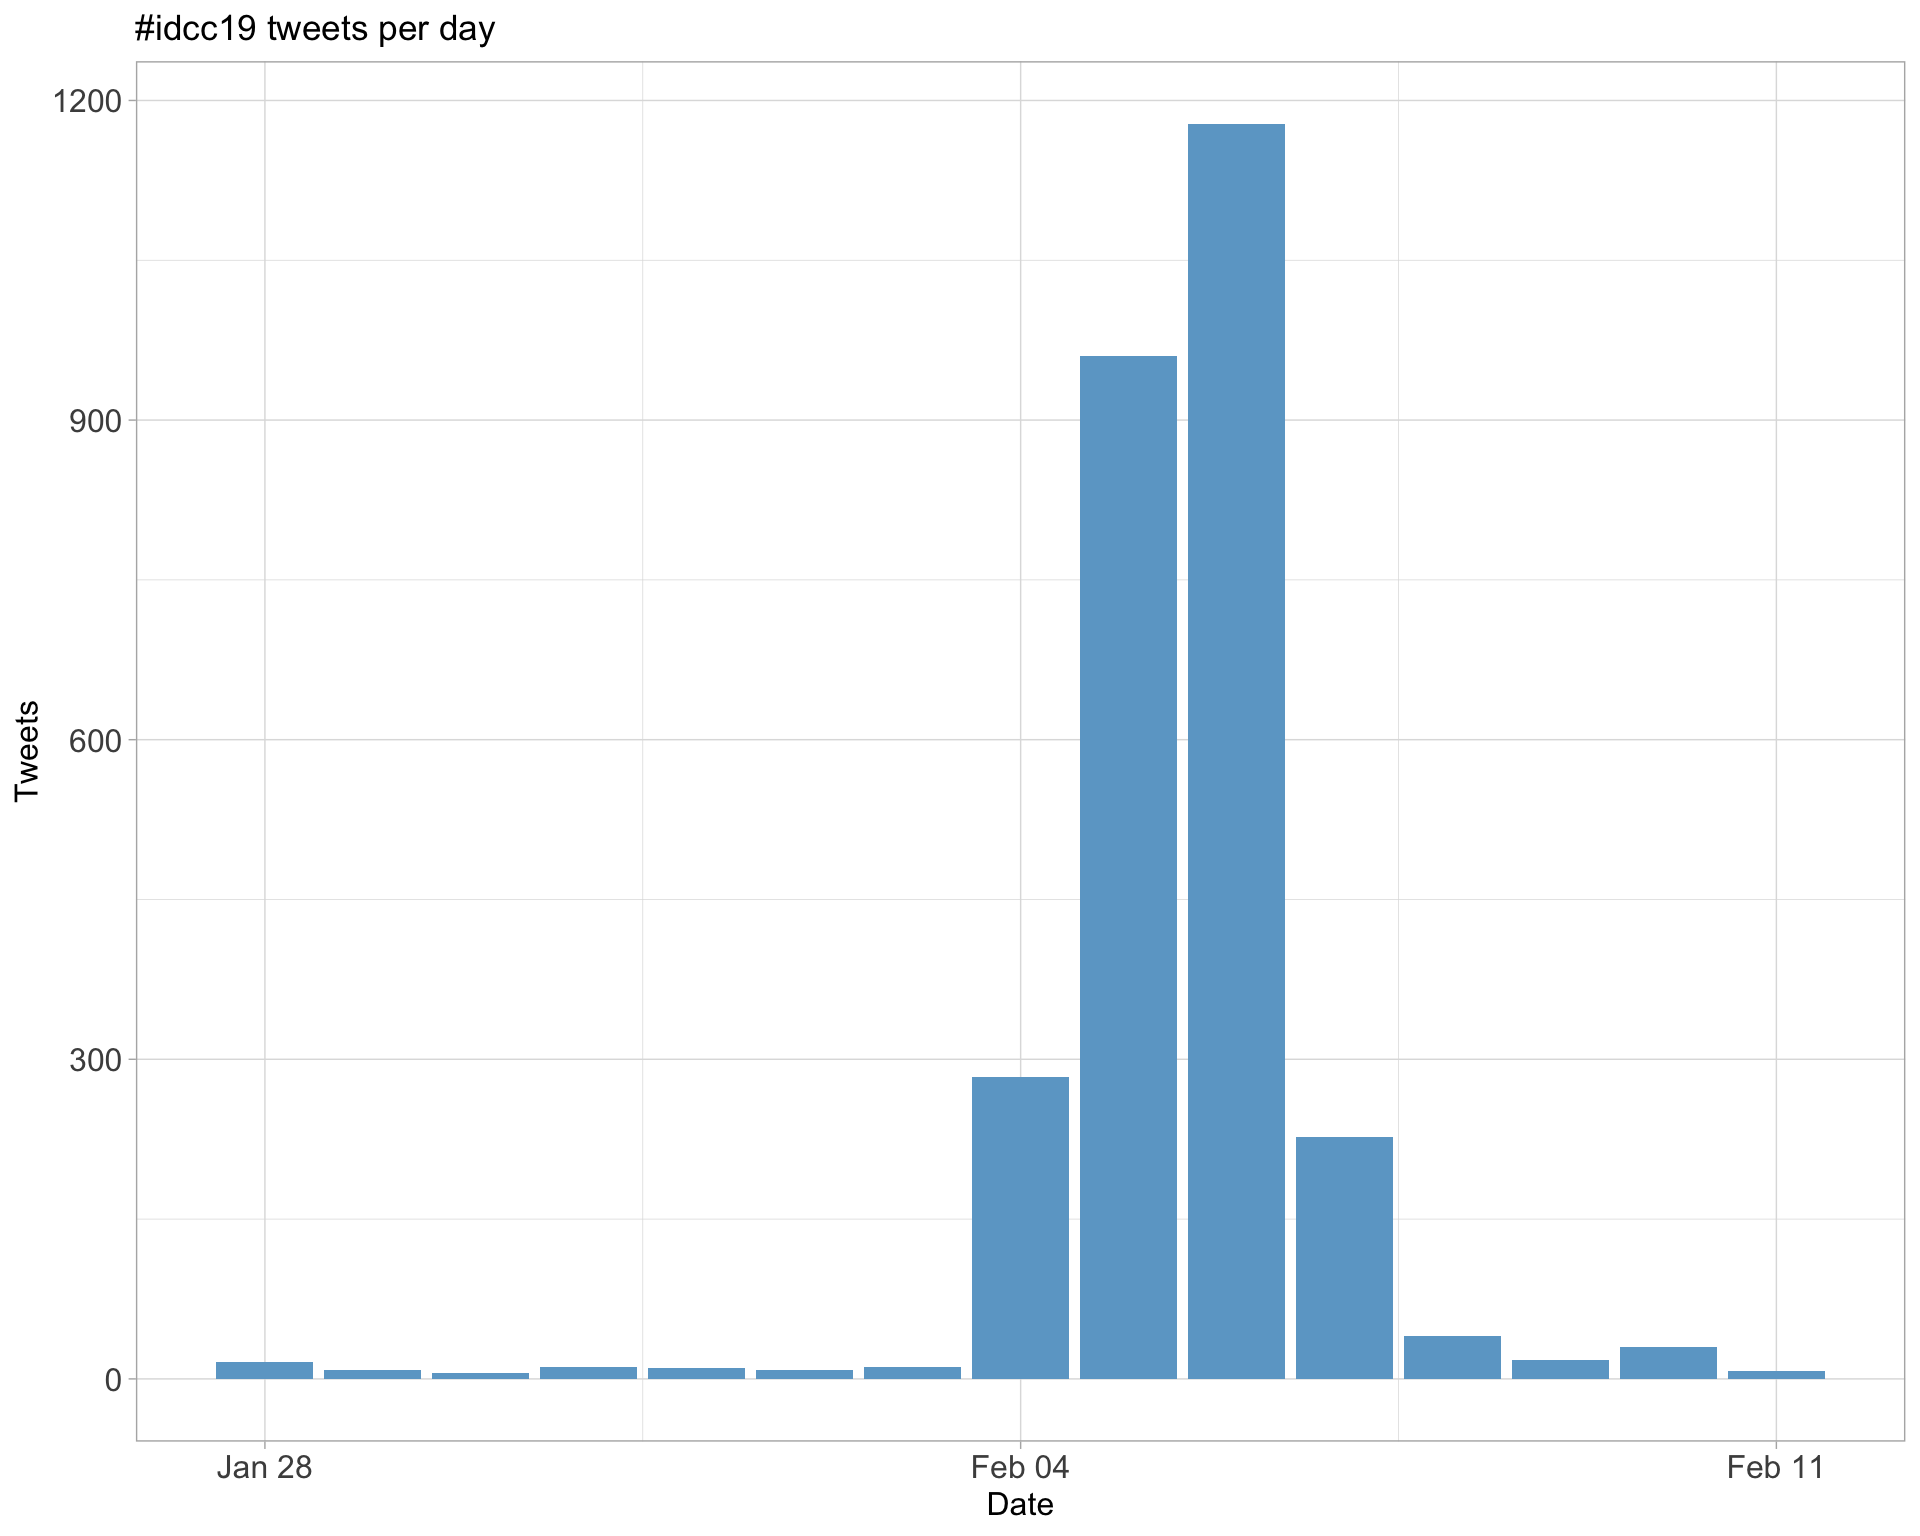 #idcc19 tweets per day
1200
900
600
300
0
Tweets
Jan 28
Feb 04
Feb 11
Date